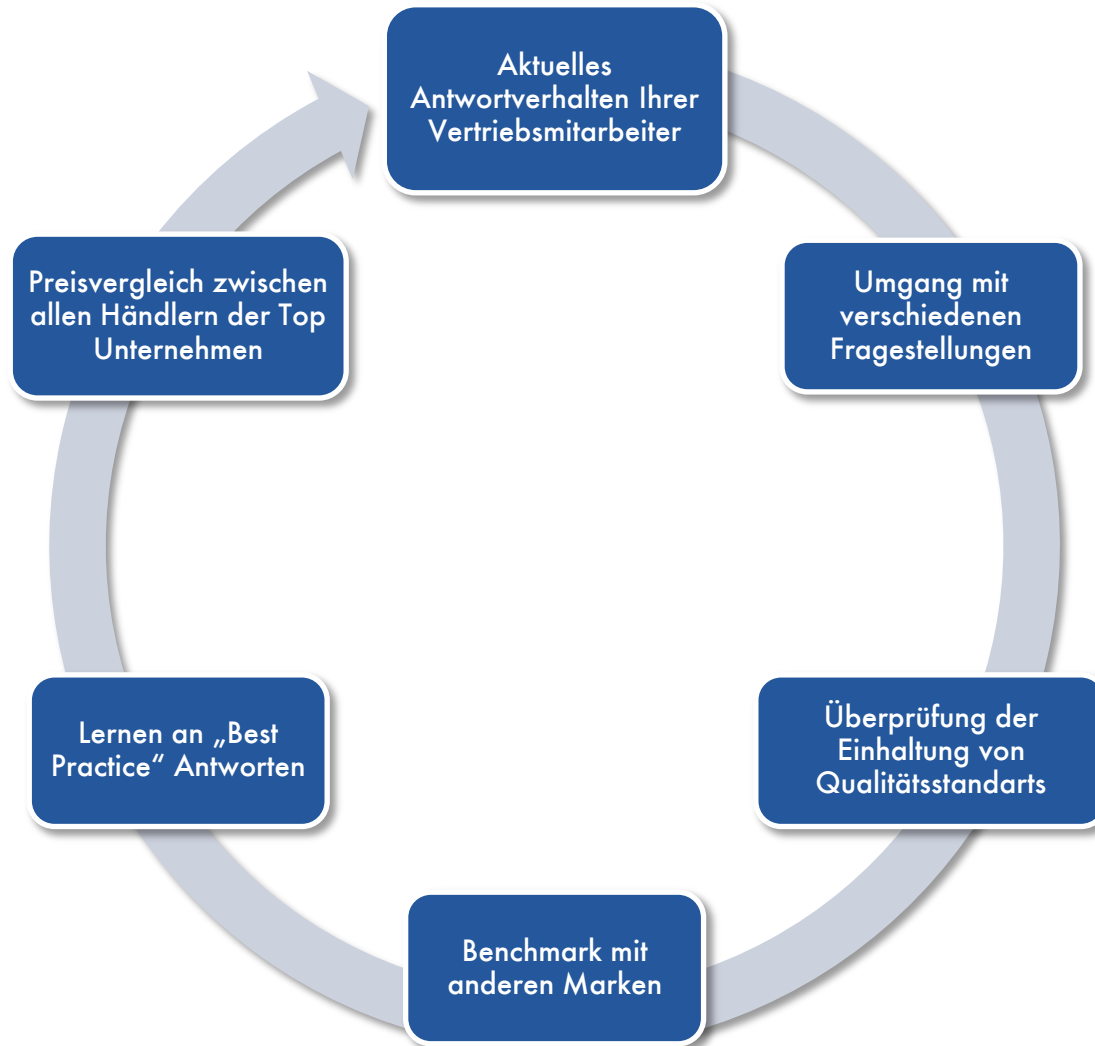 Aktuelles
Antwortverhalten Ihrer
Vertriebsmitarbeiter
Umgang mit
verschiedenen
Fragestellungen
Überprüfung der
Einhaltung von
Qualitätsstandarts
Benchmark mit
anderen Marken
Lernen an „Best
Practice“ Antworten
Preisvergleich zwischen
allen Händlern der Top
Unternehmen